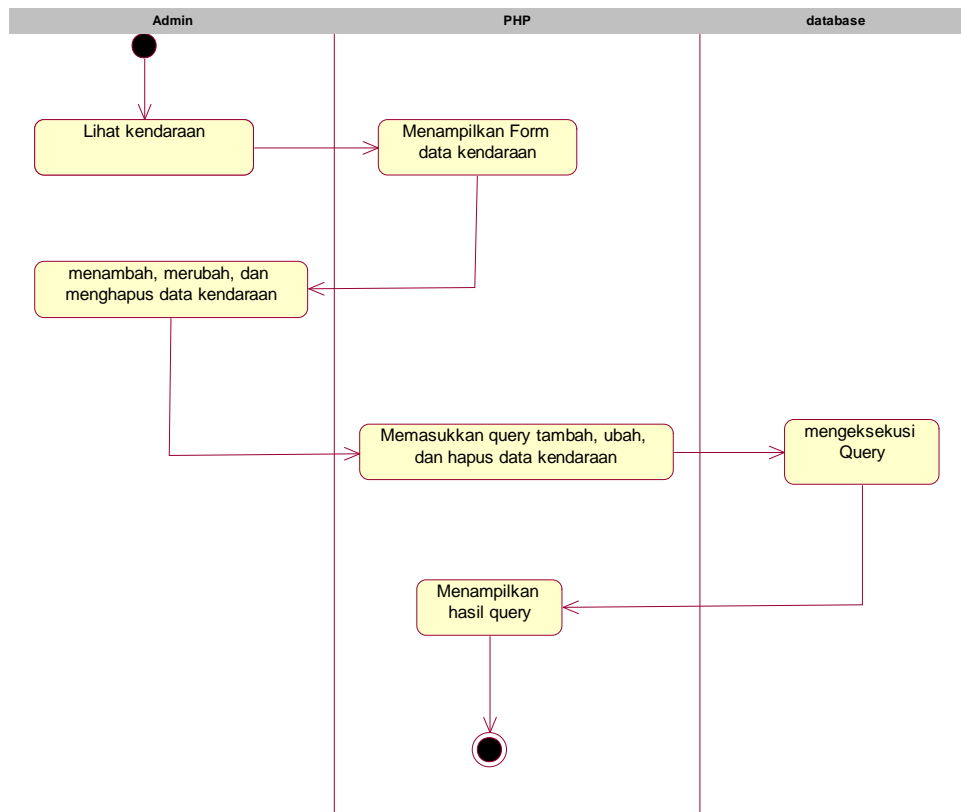 Admin
PHP
database
Lihat kendaraan
Menampilkan Form
data kendaraan
menambah, merubah, dan
menghapus data kendaraan
Memasukkan query tambah, ubah,
dan hapus data kendaraan
mengeksekusi
Query
Menampilkan
hasil query